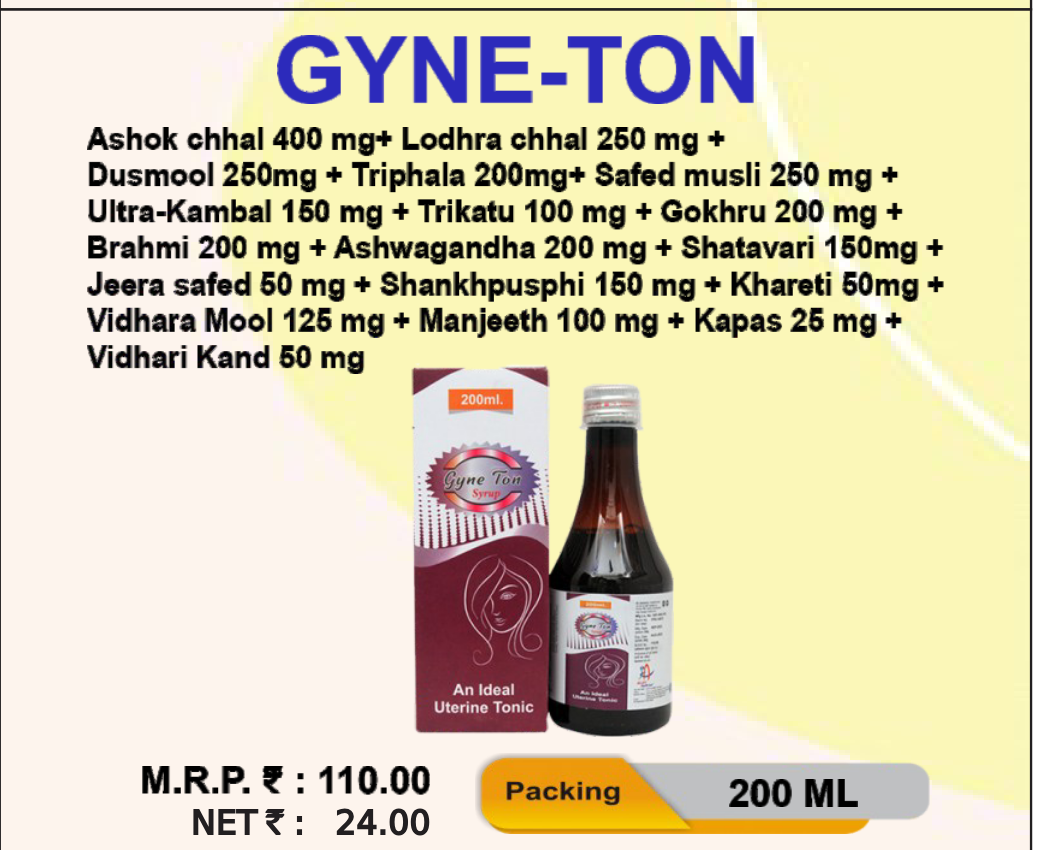 GYNE-TON
Ashok chhal 400 mg+ Lodhra chhal 250 mg +
Dusmool 250mg + Triphala 200mg+ Safed musli 250 mg +
Ultra-Kambal 150 mg + Trikatu 100 mg + Gokhru 200 mg +
Brahmi 200 mg + Ashwagandha 200 mg + Shatavari 150mg +
Jeera safed 50 mg + Shankhpusphi 150 mg + Khareti 50mg +
Vidhara Mool 125 mg + Manjeeth 100 mg + Kapas 25 mg +
Vidhari Kand 50 mg
200ml.
Gyne Ton
Syrup
An Ideal
Uterine Tonic
Gyne Ton
An Ideal
Uterine Tonic
M.R.P. ₹ : 110.00
NET ₹ : 24.00
Packing
200 ML